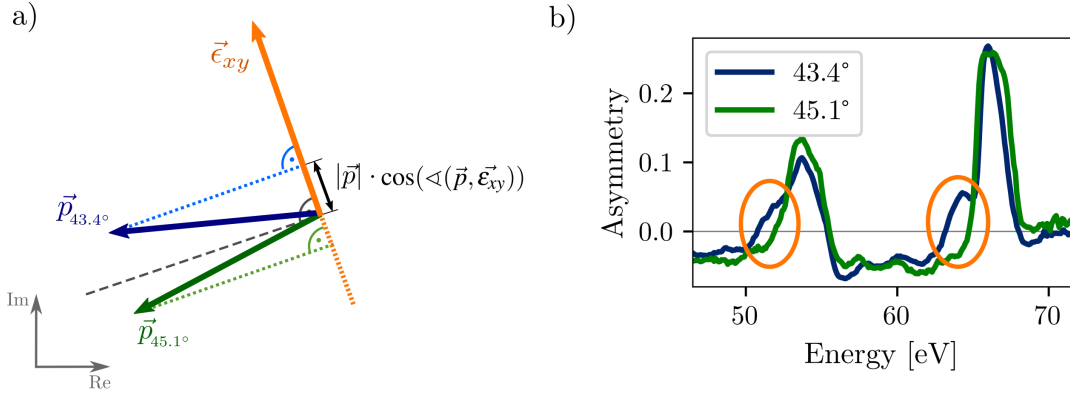 a)
ϵ⃗xy
|p⃗| · cos(∢(p⃗, ϵ⃗xy))
p⃗43.4°
p⃗45.1°
Im
Re
b)
43.4°
45.1°
Asymmetry
0.2
0.1
0.0
50
60
70
Energy [eV]